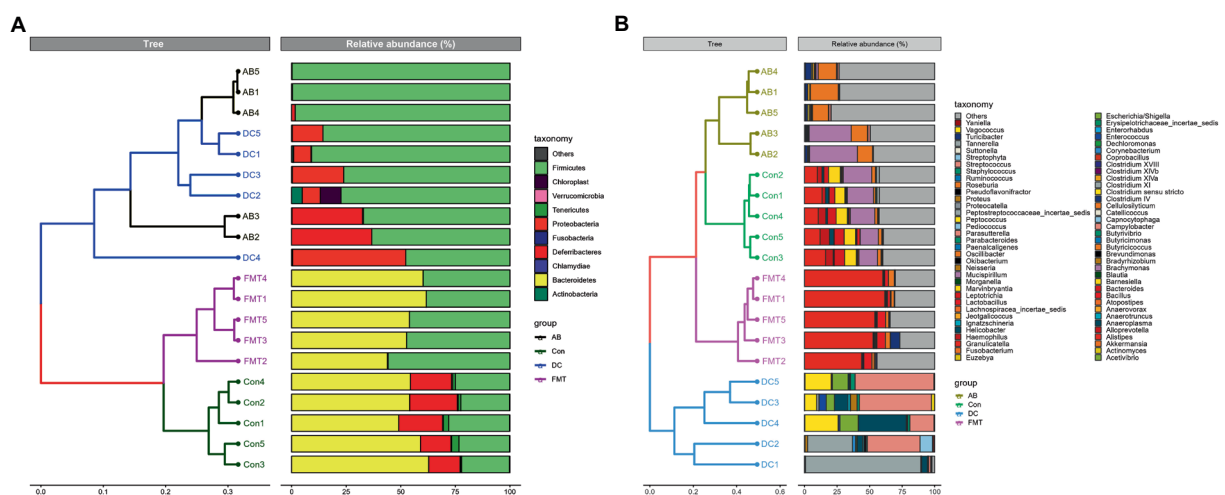 A
Tree
Relative abundance (%)
AB5
AB1
AB4
DC5
DC1
DC3
DC2
AB3
AB2
DC4
FMT4
FMT1
FMT5
FMT3
FMT2
Con4
Con2
Con1
Con5
Con3
0.0
0.1
0.2
0.3
0
25
50
75
100
taxonomy
Others
Firmicutes
Chloroplast
Verrucomicrobia
Tenericutes
Proteobacteria
Fusobacteria
Deferribacteres
Chlamydiae
Bacteroidetes
Actinobacteria
group
AB
Con
DC
FMT
B
Tree
Relative abundance (%)
AB4
AB1
AB5
AB3
AB2
Con2
Con1
Con4
Con5
Con3
FMT4
FMT1
FMT5
FMT3
FMT2
DC5
DC3
DC4
DC2
DC1
0.0
0.2
0.4
0.6
0
25
50
75
100
taxonomy
Others
Yaniella
Vagococcus
Turicibacter
Tannerella
Suttonella
Streptophyta
Streptococcus
Staphylococcus
Ruminococcus
Roseburia
Pseudoflavonifractor
Proteus
Proteocatella
Peptostreptococcaceae_incertae_sedis
Peptococcus
Pediococcus
Parasutterella
Parabacteroides
Paenalcaligenes
Oscillibacter
Okibacterium
Neisseria
Mucispirillum
Morganella
Marvinbryantia
Leptotrichia
Lactobacillus
Lachnospiracea_incertae_sedis
Jeotgalicoccus
Ignatzschineria
Helicobacter
Haemophilus
Granulicatella
Fusobacterium
Euzebya
Escherichia/Shigella
Erysipelotrichaceae_incertae_sedis
Enterorhabdus
Enterococcus
Dechloromonas
Corynebacterium
Coprobacillus
Clostridium XVIII
Clostridium XIVb
Clostridium XIVa
Clostridium XI
Clostridium sensu stricto
Clostridium IV
Cellulosilyticum
Catellicoccus
Capnocytophaga
Campylobacter
Butyrivibrio
Butyricimonas
Butyricicoccus
Brevundimonas
Bradyrhizobium
Brachymonas
Blautia
Barnesiella
Bacteroides
Bacillus
Atopostipes
Anaerovorax
Anaerotruncus
Anaeroplasma
Alloprevotella
Alistipes
Akkermansia
Actinomyces
Acetivibrio
group
AB
Con
DC
FMT